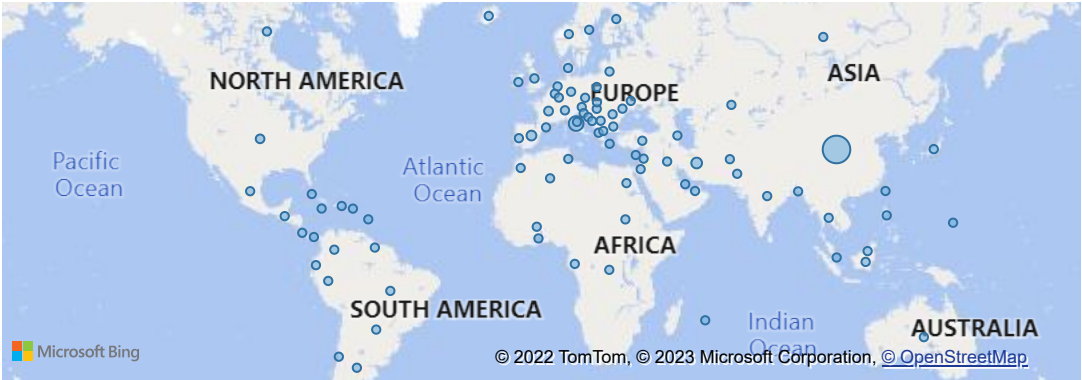 NORTH AMERICA
EUROPE
ASIA
Pacific
Ocean
Atlantic
Ocean
AFRICA
SOUTH AMERICA
Indian
Ocean
AUSTRALIA
Microsoft Bing
© 2022 TomTom, © 2023 Microsoft Corporation, © OpenStreetMap